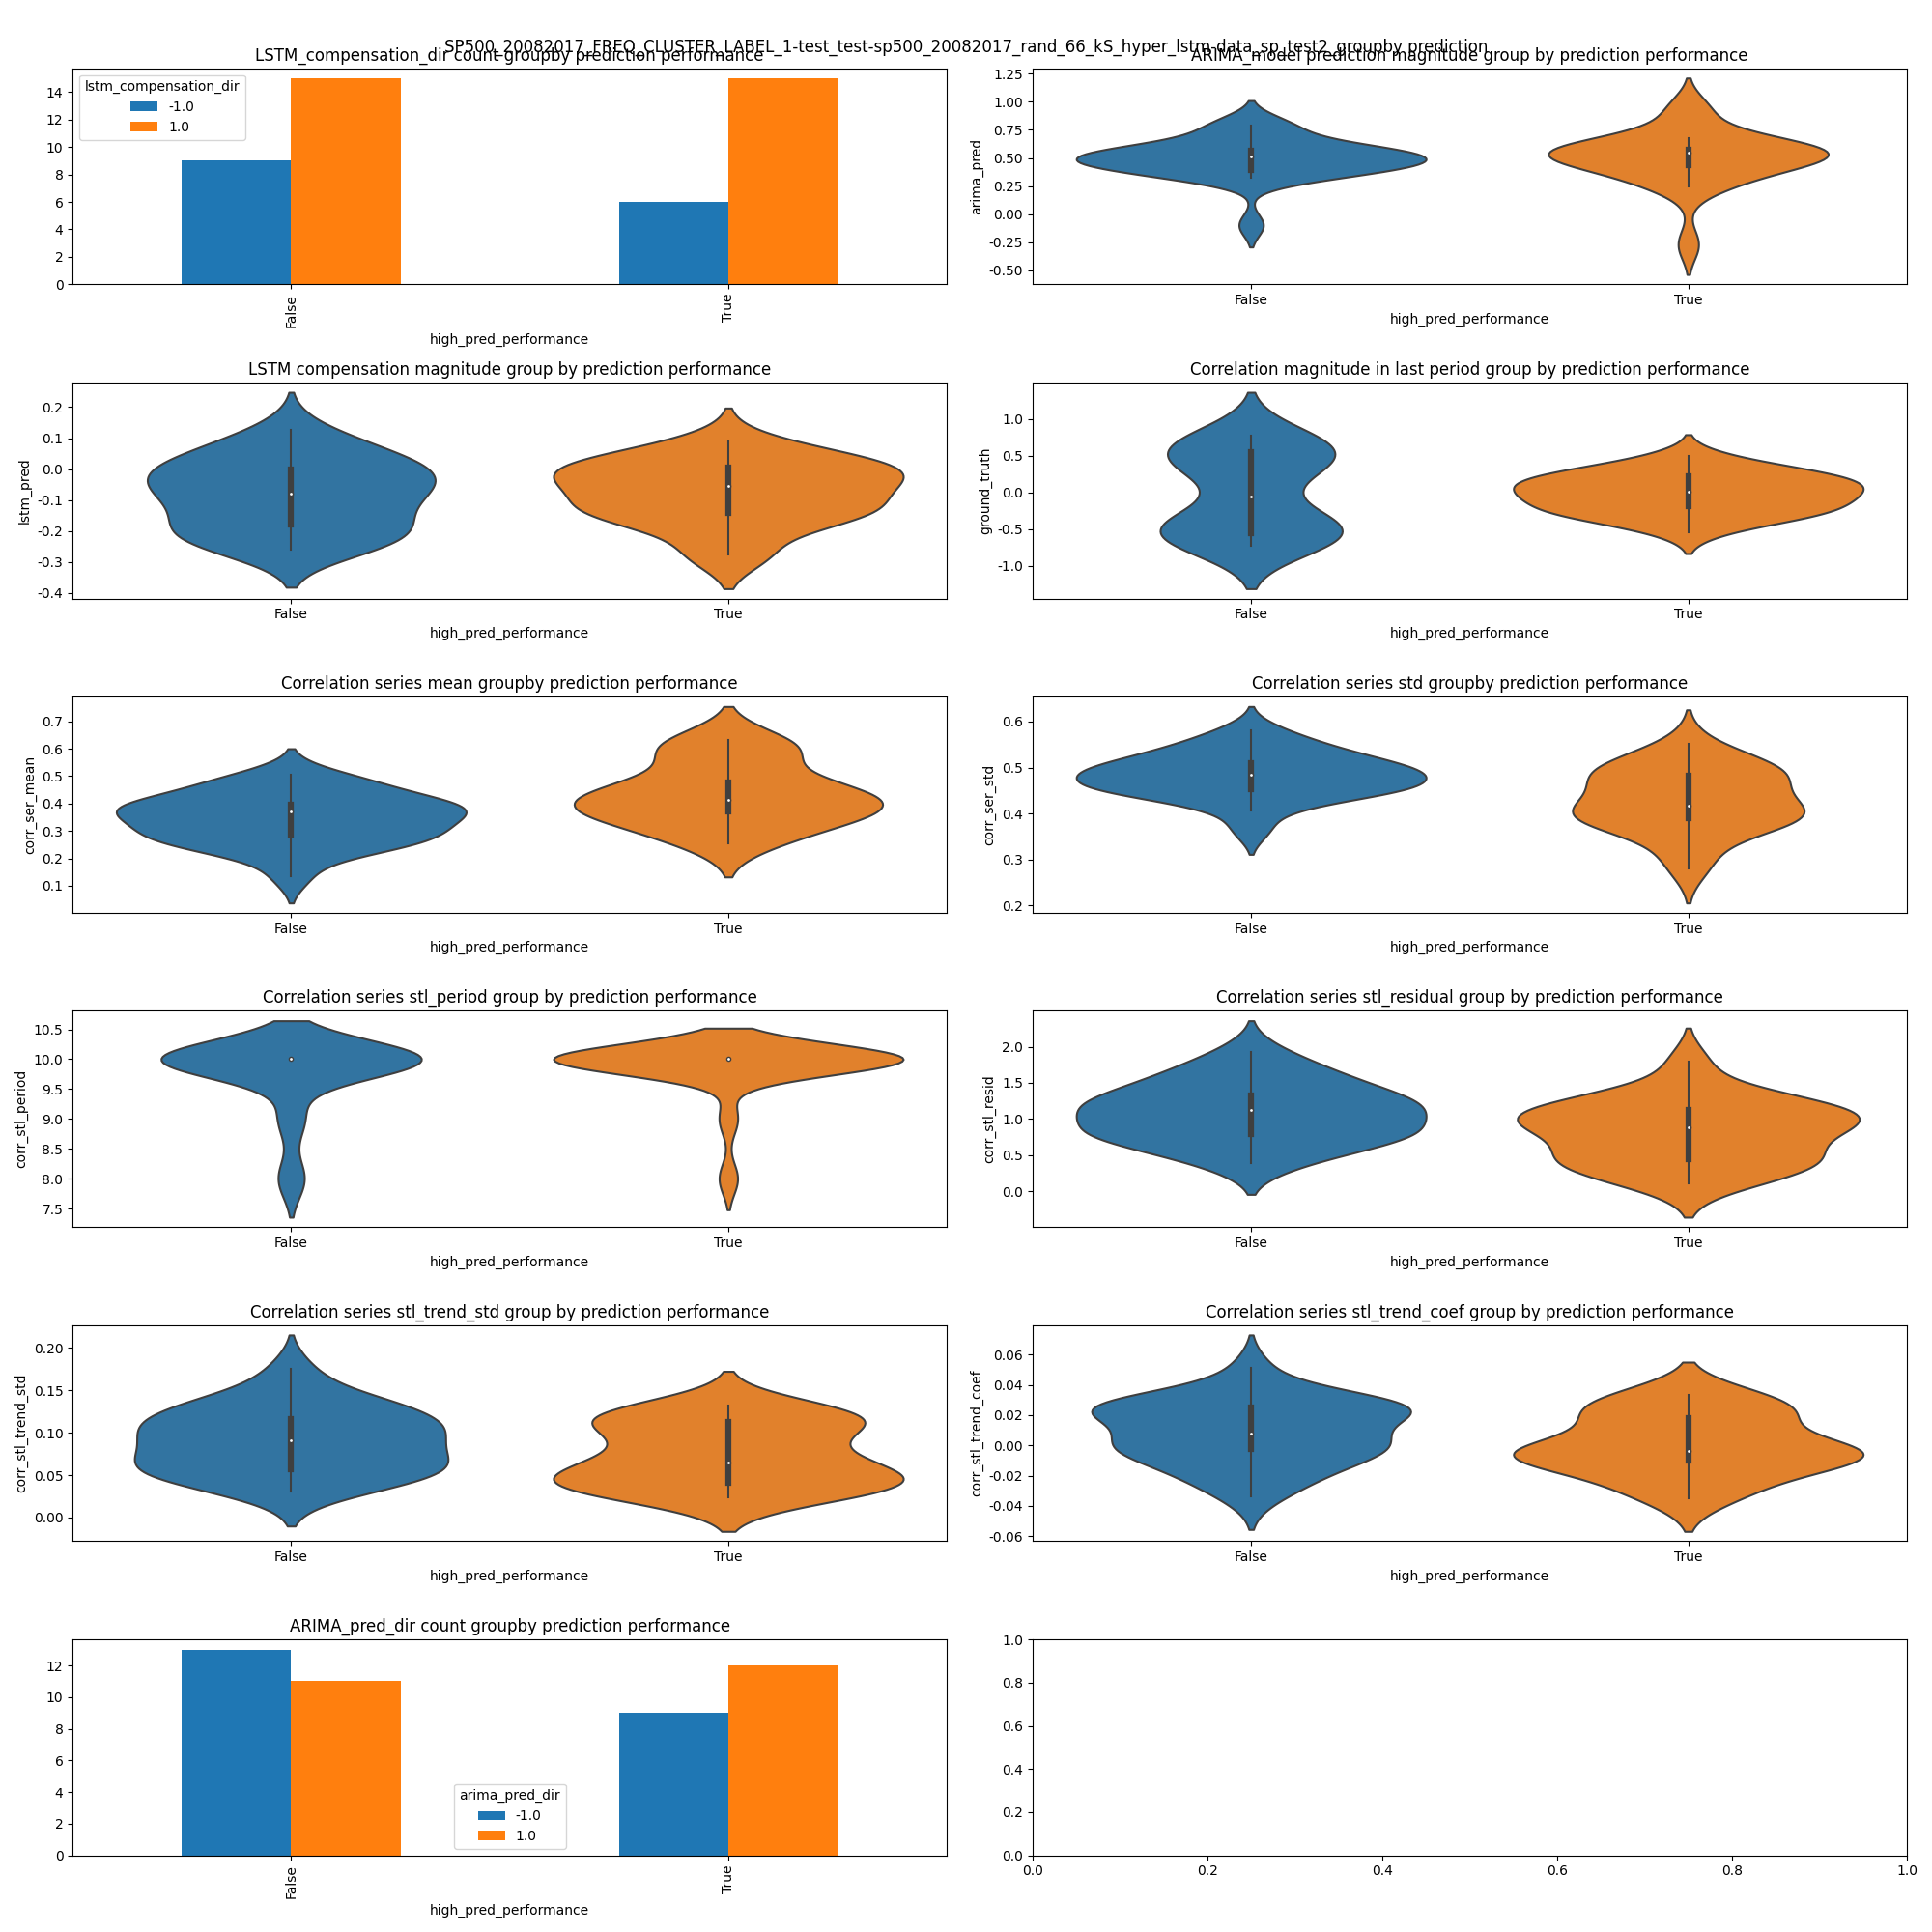 SP500_20082017_FREQ_CLUSTER_LABEL_1-test_test-sp500_20082017_rand_66_kS_hyper_lstm-data_sp_test2_groupby prediction
LSTM_compensation_dir count groupby prediction performance
lstm_compensation_dir
-1.0
1.0
14
12
10
8
6
4
2
0
False
True
high_pred_performance
ARIMA_model prediction magnitude group by prediction performance
arima_pred
1.25
1.00
0.75
0.50
0.25
0.00
-0.25
-0.50
False
True
high_pred_performance
LSTM compensation magnitude group by prediction performance
lstm_pred
0.2
0.1
0.0
-0.1
-0.2
-0.3
-0.4
False
True
high_pred_performance
Correlation magnitude in last period group by prediction performance
ground_truth
1.0
0.5
0.0
-0.5
-1.0
False
True
high_pred_performance
Correlation series mean groupby prediction performance
corr_ser_mean
0.7
0.6
0.5
0.4
0.3
0.2
0.1
False
True
high_pred_performance
Correlation series std groupby prediction performance
corr_ser_std
0.6
0.5
0.4
0.3
0.2
False
True
high_pred_performance
Correlation series stl_period group by prediction performance
corr_stl_period
10.5
10.0
9.5
9.0
8.5
8.0
7.5
False
True
high_pred_performance
Correlation series stl_residual group by prediction performance
corr_stl_resid
2.0
1.5
1.0
0.5
0.0
False
True
high_pred_performance
Correlation series stl_trend_std group by prediction performance
corr_stl_trend_std
0.20
0.15
0.10
0.05
0.00
False
True
high_pred_performance
Correlation series stl_trend_coef group by prediction performance
corr_stl_trend_coef
0.06
0.04
0.02
0.00
-0.02
-0.04
-0.06
False
True
high_pred_performance
ARIMA_pred_dir count groupby prediction performance
12
10
8
6
4
2
0
arima_pred_dir
-1.0
1.0
False
True
high_pred_performance
1.0
0.8
0.6
0.4
0.2
0.0
0.0
0.2
0.4
0.6
0.8
1.0